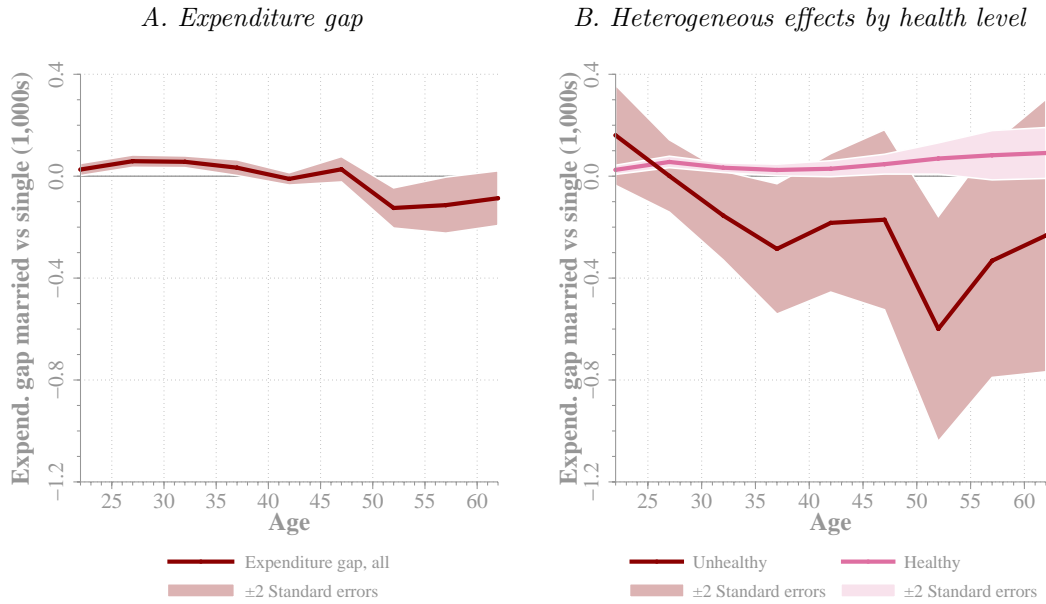 A. Expenditure gap
Expend. gap married vs single (1,000s)
0.4
0.0
−0.4
−0.8
−1.2
25 30 35 40 45 50 55 60
Age
Expenditure gap, all
±2 Standard errors
B. Heterogeneous effects by health level
Expend. gap married vs single (1,000s)
0.4
0.0
−0.4
−0.8
−1.2
25 30 35 40 45 50 55 60
Age
Unhealthy Healthy
±2 Standard errors ±2 Standard errors